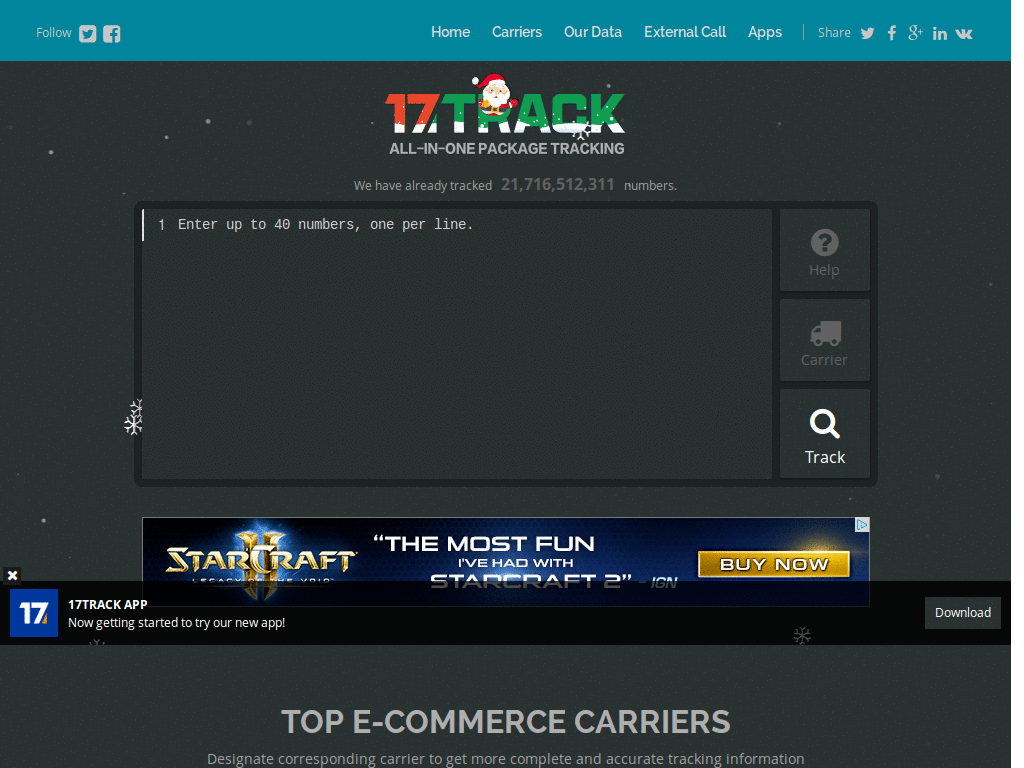 Follow
Home Carriers Our Data External Call Apps Share
17TRACK
ALL-IN-ONE PACKAGE TRACKING
We have already tracked 21,716,512,311 numbers.
1 Enter up to 40 numbers, one per line.
Help
Carrier
Track
STARCRAFT
LEGACY OF THE VOID
“THE MOST FUN
I'VE HAD WITH
STARCRAFT 2” - IGN
BUY NOW
17
17TRACK APP
Now getting started to try our new app!
Download
TOP E-COMMERCE CARRIERS
Designate corresponding carrier to get more complete and accurate tracking information